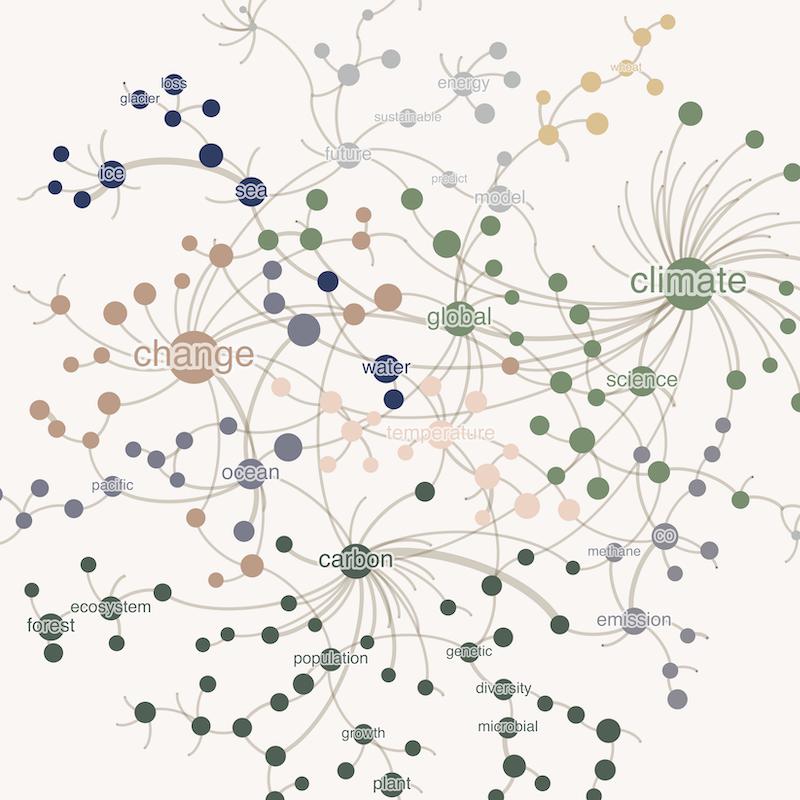 loss
glacier
energy
wheat
sustainable
future
ice
sea
predict
model
climate
global
change
water
science
temperature
ocean
pacific
co
methane
carbon
ecosystem
forest
emission
population
genetic
diversity
microbial
growth
plant